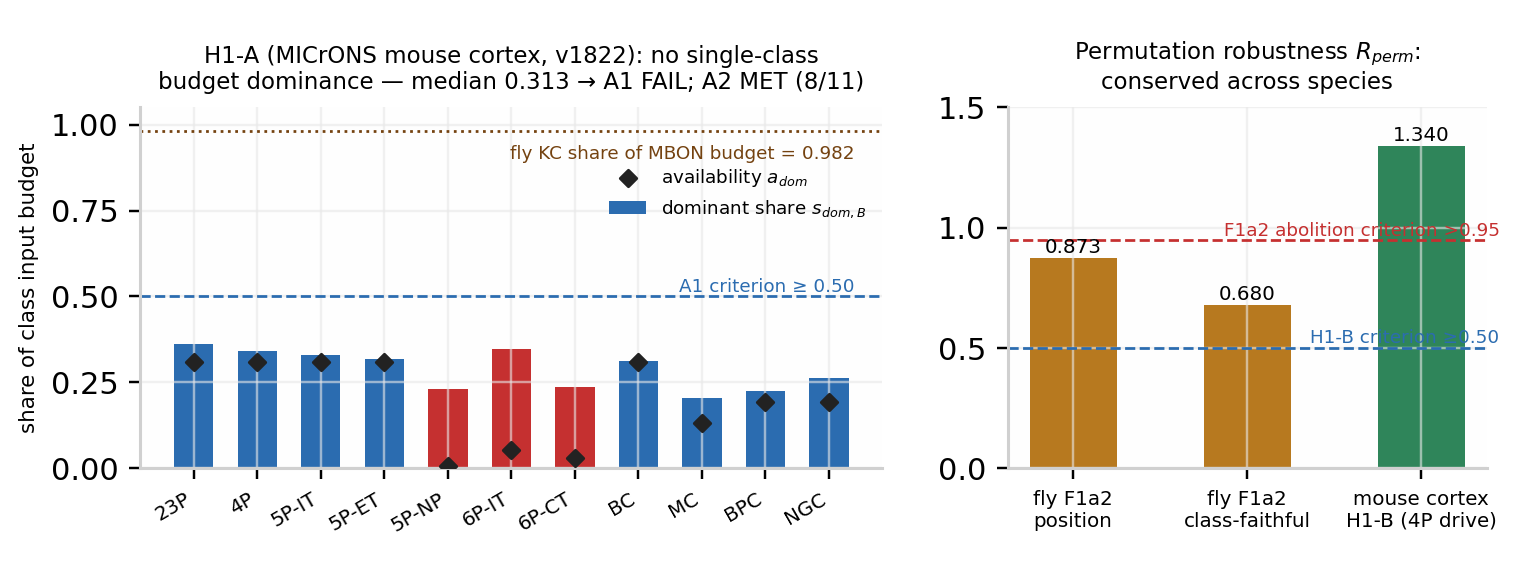 H1-A (MICrONS mouse cortex, v1822): no single-class
budget dominance — median 0.313 → A1 FAIL; A2 MET (8/11)
share of class input budget
1.00
0.75
0.50
0.25
0.00
fly KC share of MBON budget = 0.982
availability a_dom
dominant share s_dom,B
A1 criterion ≥ 0.50
23P
4P
5P-IT
5P-ET
5P-NP
6P-IT
6P-CT
BC
MC
BPC
NGC
Permutation robustness R_perm:
conserved across species
1.5
1.0
0.5
0.0
1.340
F1a2 abolition criterion >0.95
0.873
0.680
H1-B criterion ≥0.50
fly F1a2
position
fly F1a2
class-faithful
mouse cortex
H1-B (4P drive)